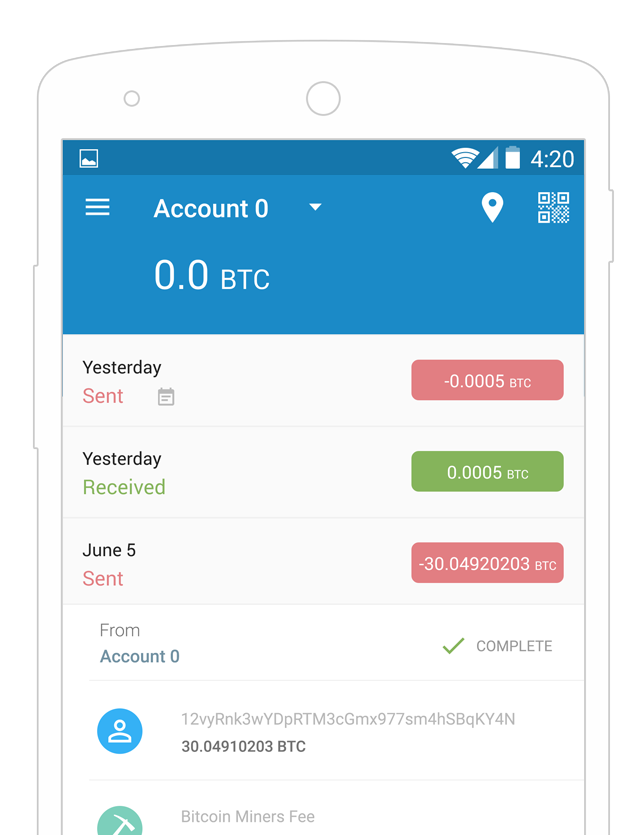 4:20
Account 0
0.0 BTC
Yesterday
Sent
-0.0005 BTC
Yesterday
Received
0.0005 BTC
June 5
Sent
-30.04920203 BTC
From
Account 0
COMPLETE
12vyRnk3wYDpRTM3cGmx977sm4hSBqKY4N
30.04910203 BTC
Bitcoin Miners Fee